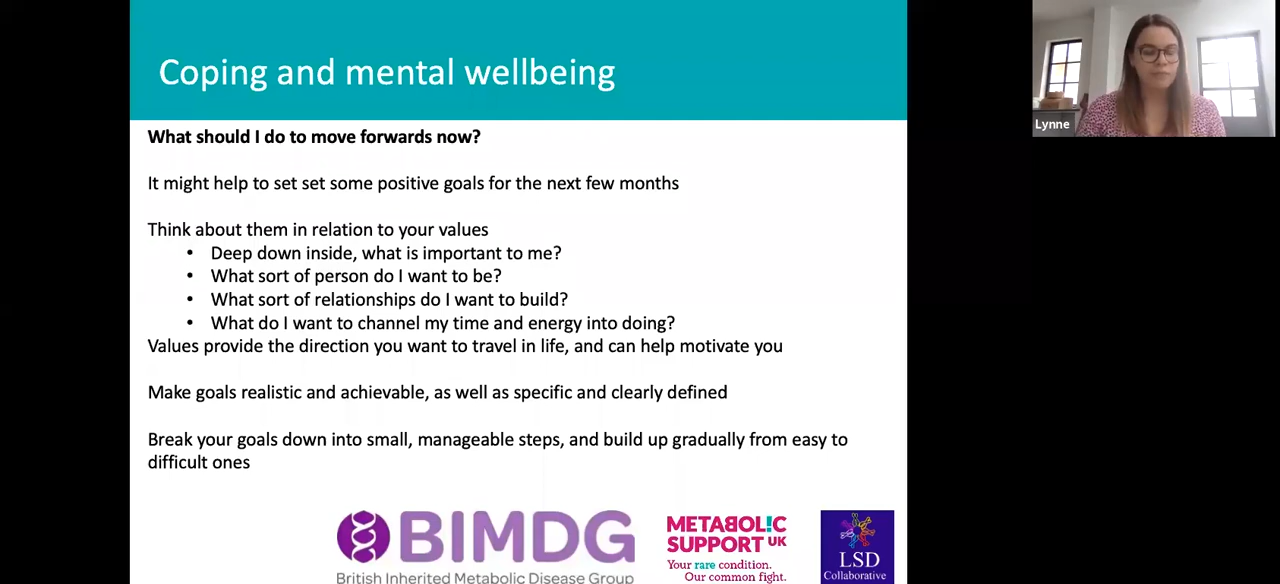 Coping and mental wellbeing
Lynne
What should I do to move forwards now?
It might help to set set some positive goals for the next few months
Think about them in relation to your values
• Deep down inside, what is important to me?
• What sort of person do I want to be?
• What sort of relationships do I want to build?
• What do I want to channel my time and energy into doing?
Values provide the direction you want to travel in life, and can help motivate you
Make goals realistic and achievable, as well as specific and clearly defined
Break your goals down into small, manageable steps, and build up gradually from easy to
difficult ones
BIMDG
British Inherited Metabolic Disease Group
METABOL!C
SUPPORT UK
Your rare condition.
Our common fight.
LSD
Collaborative